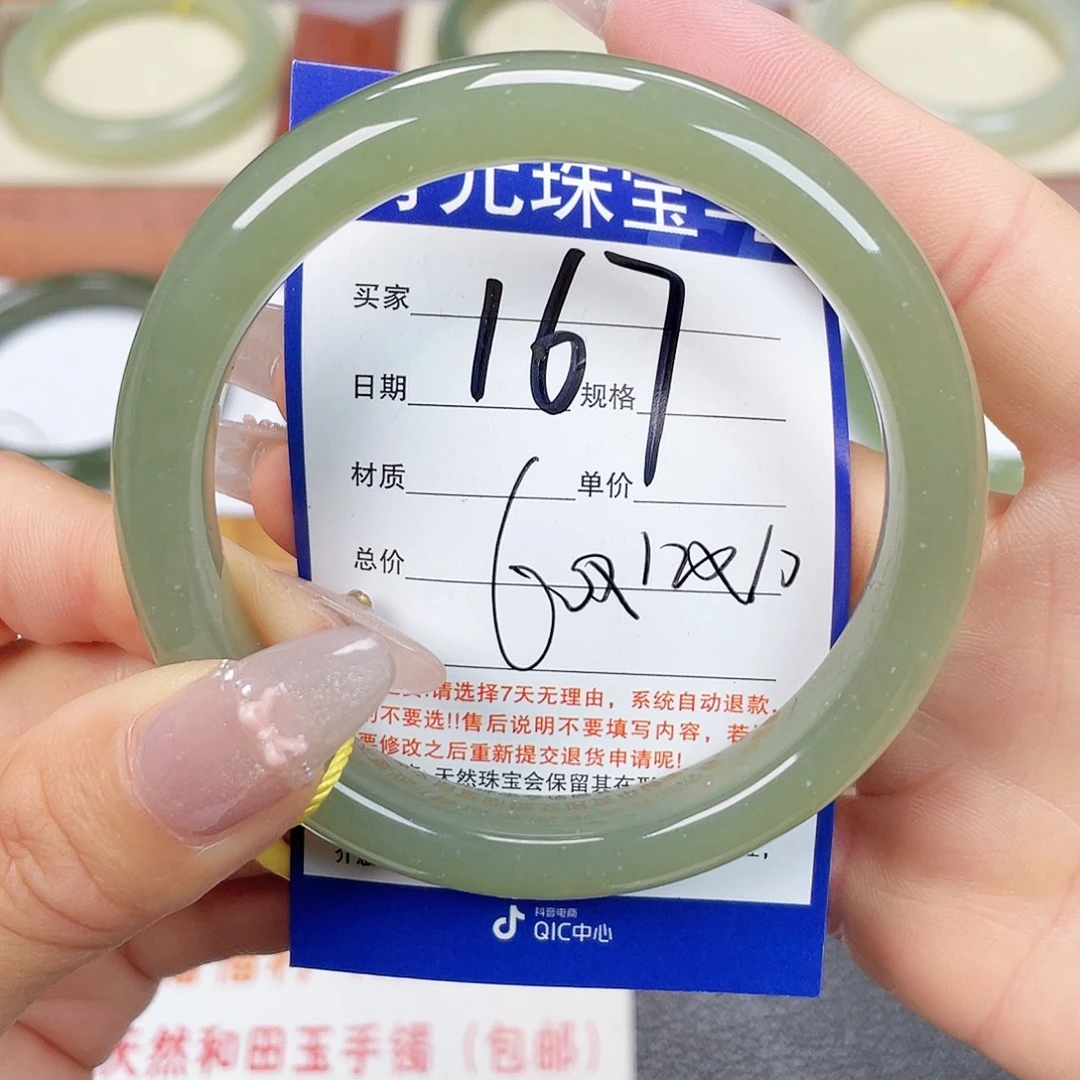 元珠宝
买家
167
日期 规格
材质 单价
总价
请选择7天无理由，系统自动退款，
不要选!!售后说明不要填写内容，若
要修改之后重新提交退货申请呢!
天然珠宝会保留其在
抖音电商
QIC中心
天然和田玉手镯（包邮）